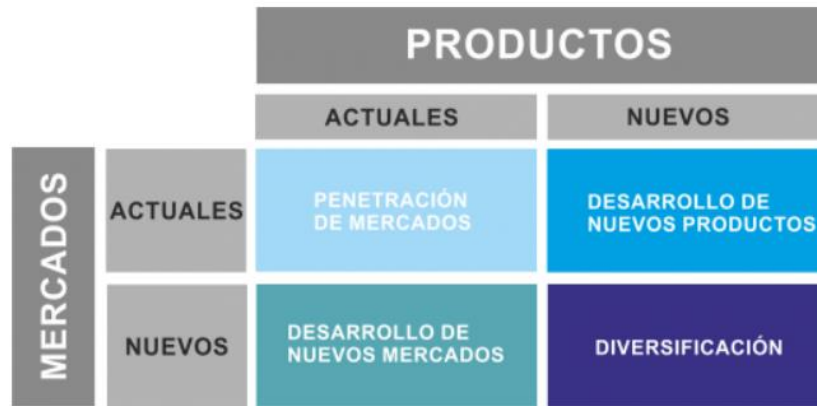 PRODUCTOS
ACTUALES
NUEVOS
MERCADOS
ACTUALES
PENETRACIÓN
DE MERCADOS
DESARROLLO DE
NUEVOS PRODUCTOS
NUEVOS
DESARROLLO DE
NUEVOS MERCADOS
DIVERSIFICACIÓN